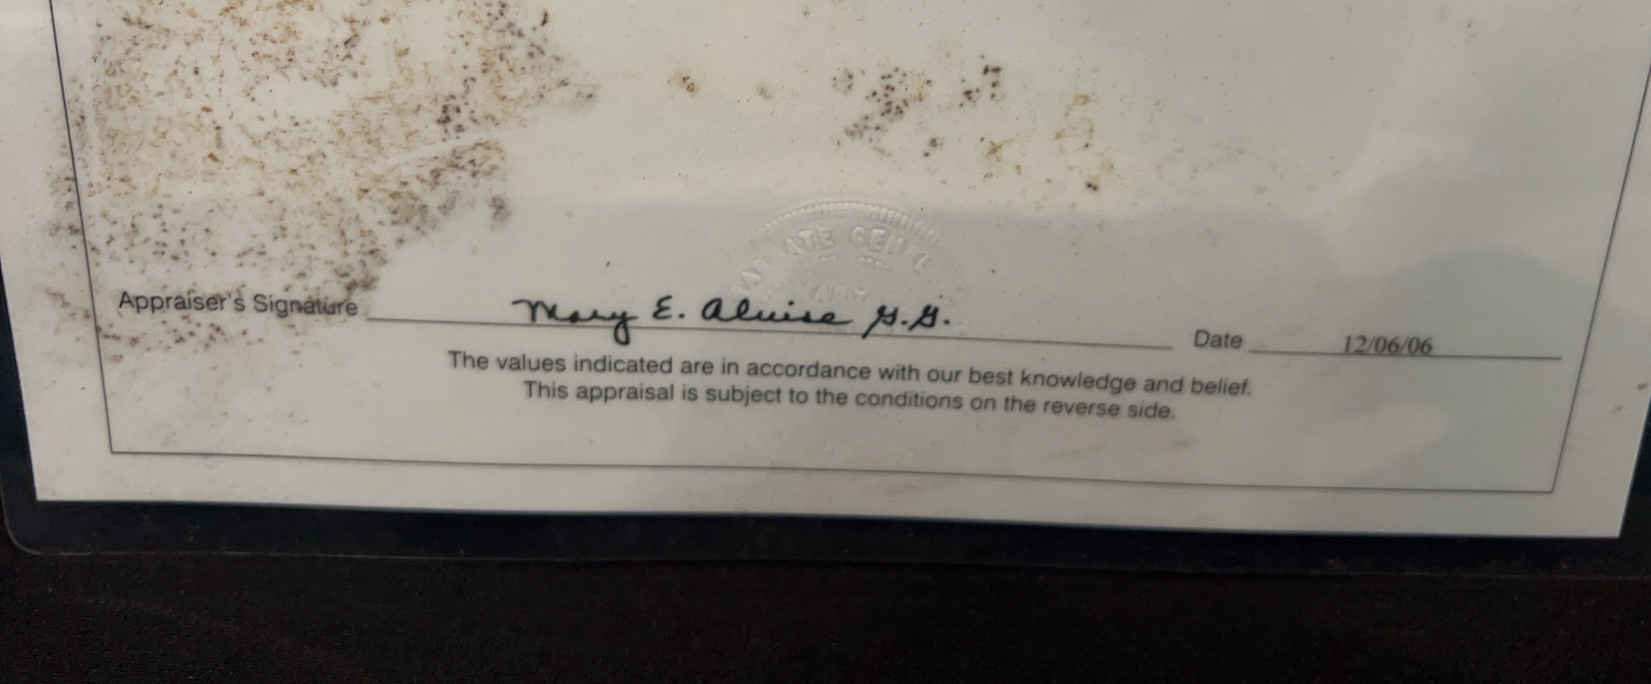 Appraiser's Signature Mary E. Aluise G.G. Date 12/06/06
The values indicated are in accordance with our best knowledge and belief.
This appraisal is subject to the conditions on the reverse side.